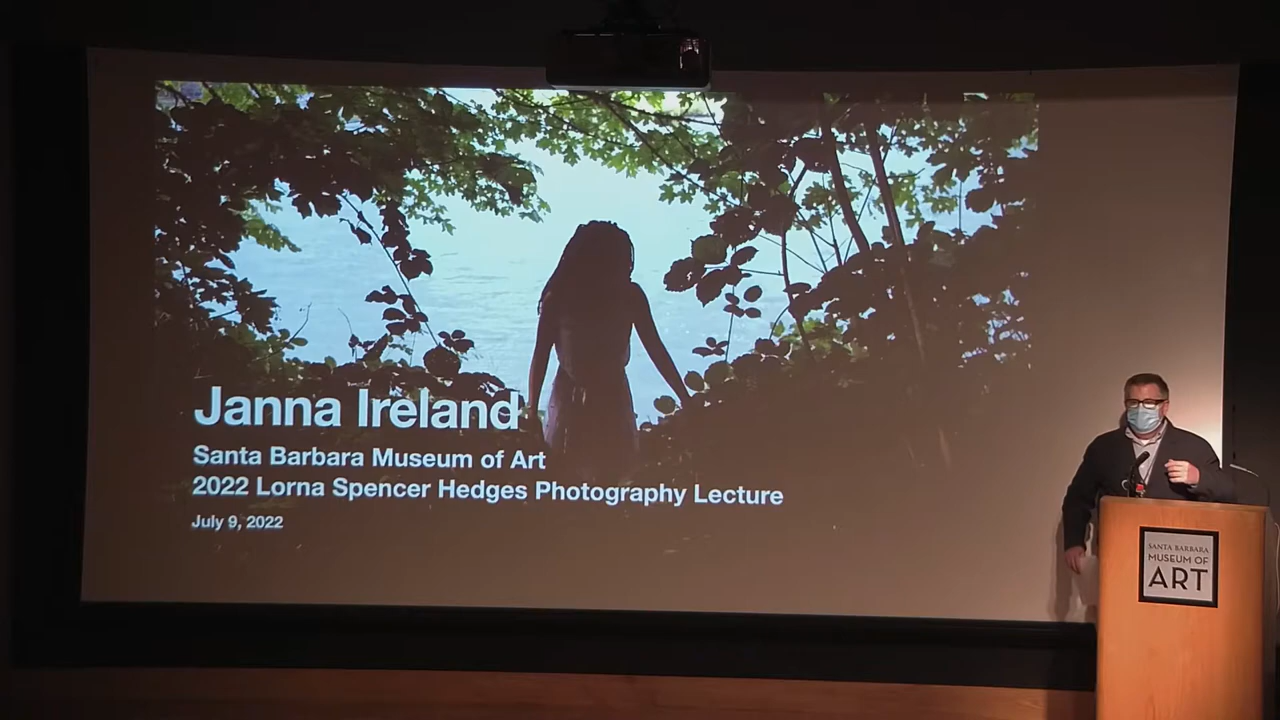 Janna Ireland
Santa Barbara Museum of Art
2022 Lorna Spencer Hedges Photography Lecture
July 9, 2022
SANTA BARBARA
MUSEUM OF
ART